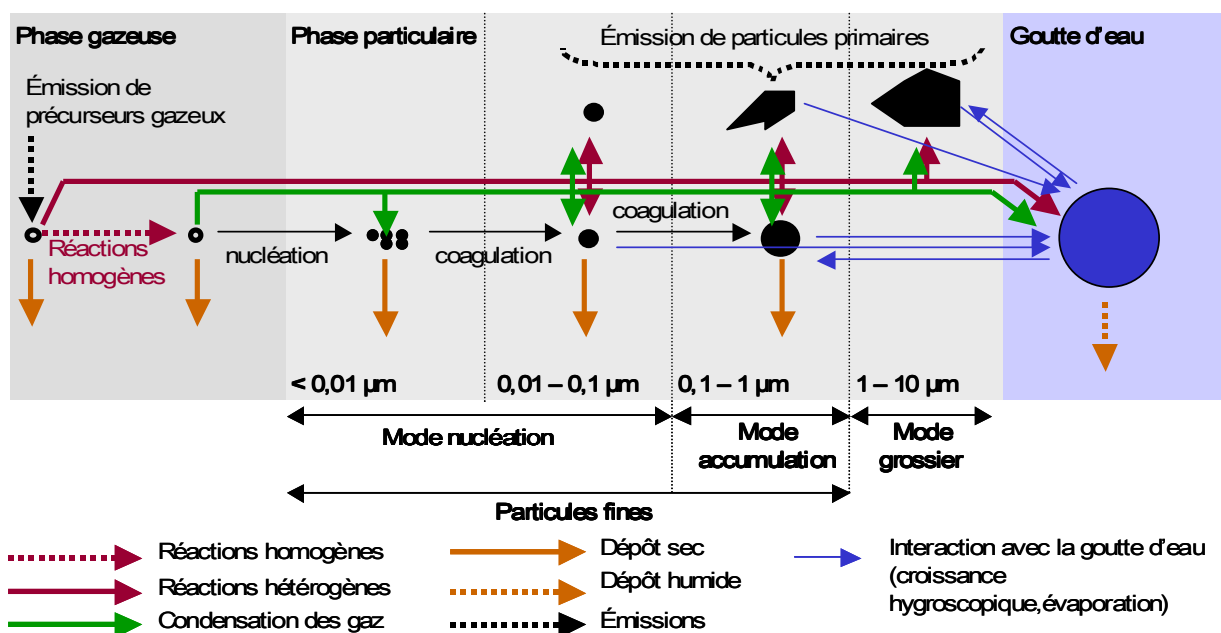 Phase gazeuse
Phase particulaire
Émission de particules primaires
Goutte d'eau
Émission de
précurseurs gazeux
Réactions
homogènes
nucléation
coagulation
coagulation
< 0,01 µm
0,01 – 0,1 µm
0,1 – 1 µm
1 – 10 µm
Mode nucléation
Mode
accumulation
Mode
grossier
Particules fines
Réactions homogènes
Réactions hétérogènes
Condensation des gaz
Dépôt sec
Dépôt humide
Émissions
Interaction avec la goutte d'eau
(croissance
hygroscopique,évaporation)